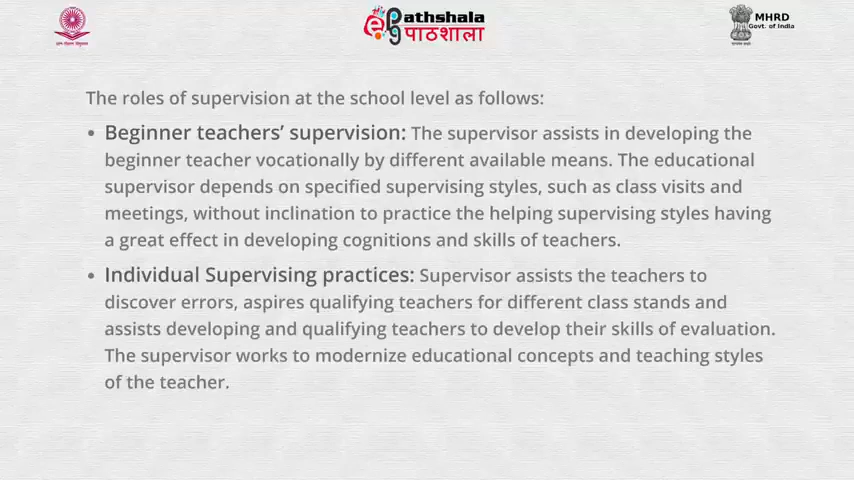 ePathshala
पाठशाला
MHRD
Govt. of India
The roles of supervision at the school level as follows:
• Beginner teachers' supervision: The supervisor assists in developing the
beginner teacher vocationally by different available means. The educational
supervisor depends on specified supervising styles, such as class visits and
meetings, without inclination to practice the helping supervising styles having
a great effect in developing cognitions and skills of teachers.
• Individual Supervising practices: Supervisor assists the teachers to
discover errors, aspires qualifying teachers for different class stands and
assists developing and qualifying teachers to develop their skills of evaluation.
The supervisor works to modernize educational concepts and teaching styles
of the teacher.